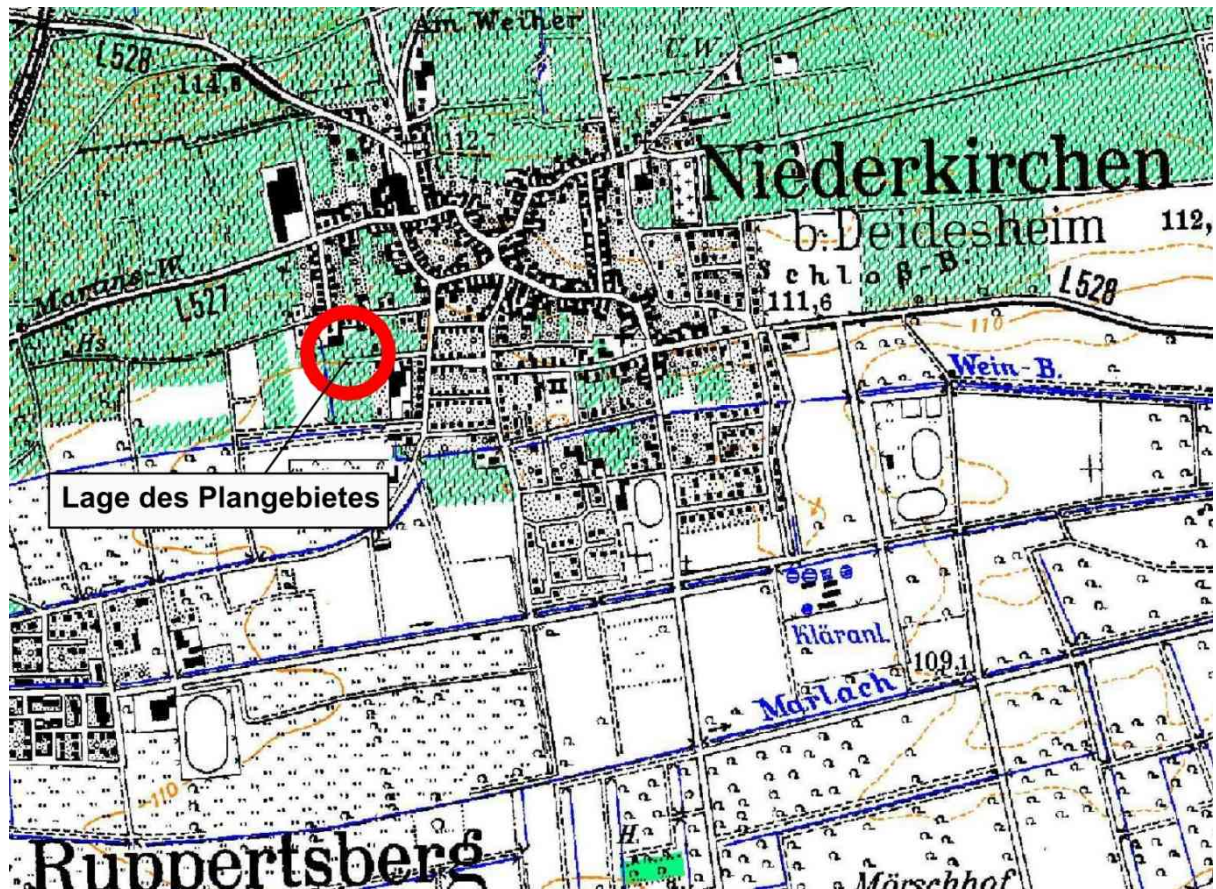 Am Weiher
L528
114,8
U.W.
Niederkirchen
b. Deidesheim
112,
Schloß-B.
111,6
L528
Marans-W.
L527
Hs.
110
Wein-B.
Lage des Plangebietes
Kläranl.
109,1
Marlach
110
H
Ruppertsberg
Mörschhof